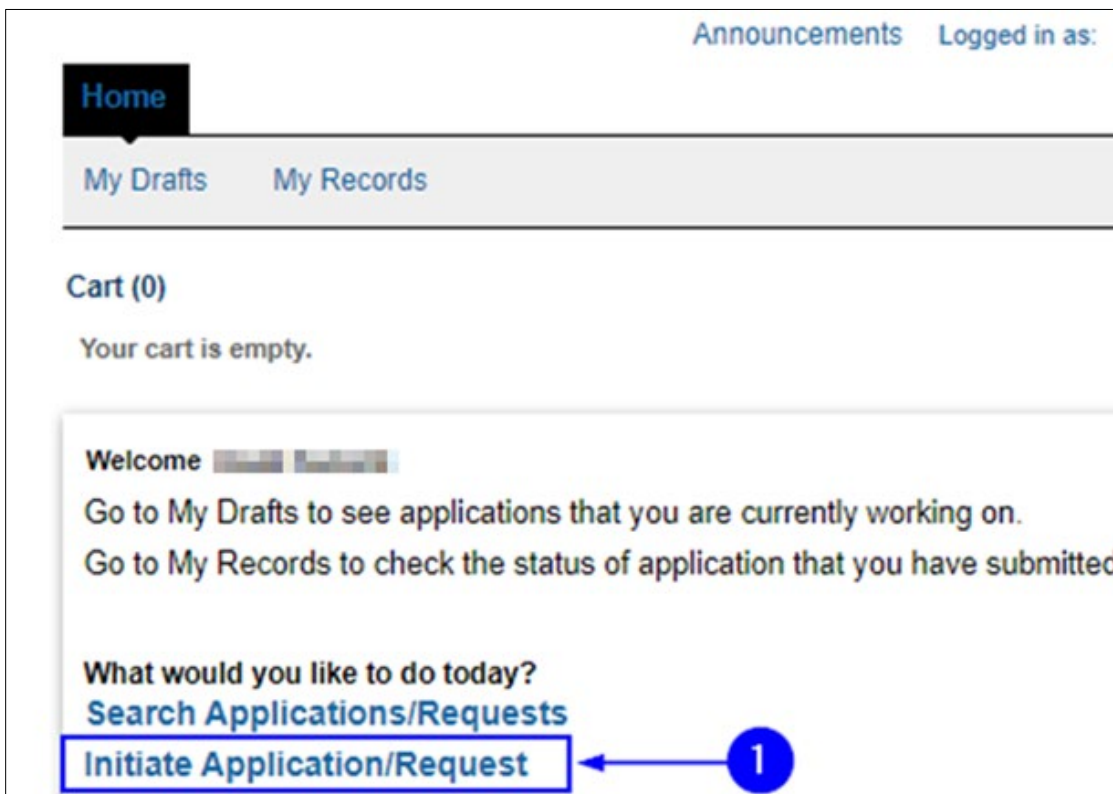 Announcements Logged in as:
Home
My Drafts My Records
Cart (0)
Your cart is empty.
Welcome
Go to My Drafts to see applications that you are currently working on.
Go to My Records to check the status of application that you have submitted
What would you like to do today?
Search Applications/Requests
Initiate Application/Request 1